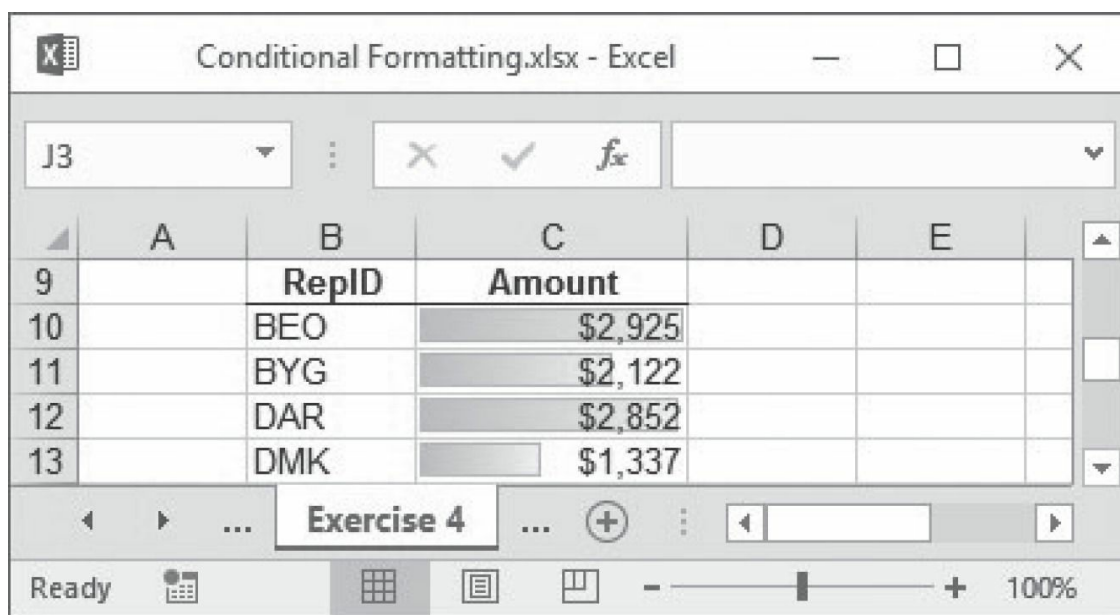 Conditional Formatting.xlsx - Excel
J3 fx
A B C D E
9 RepID Amount
10 BEO $2,925
11 BYG $2,122
12 DAR $2,852
13 DMK $1,337
... Exercise 4 ...
Ready 100%